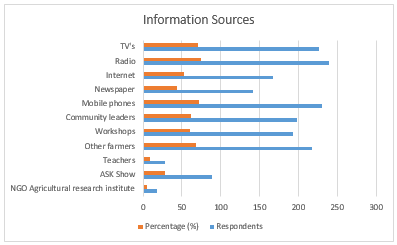 Information Sources
TV's
Radio
Internet
Newspaper
Mobile phones
Community leaders
Workshops
Other farmers
Teachers
ASK Show
NGO Agricultural research institute
0 50 100 150 200 250 300
Percentage (%) Respondents